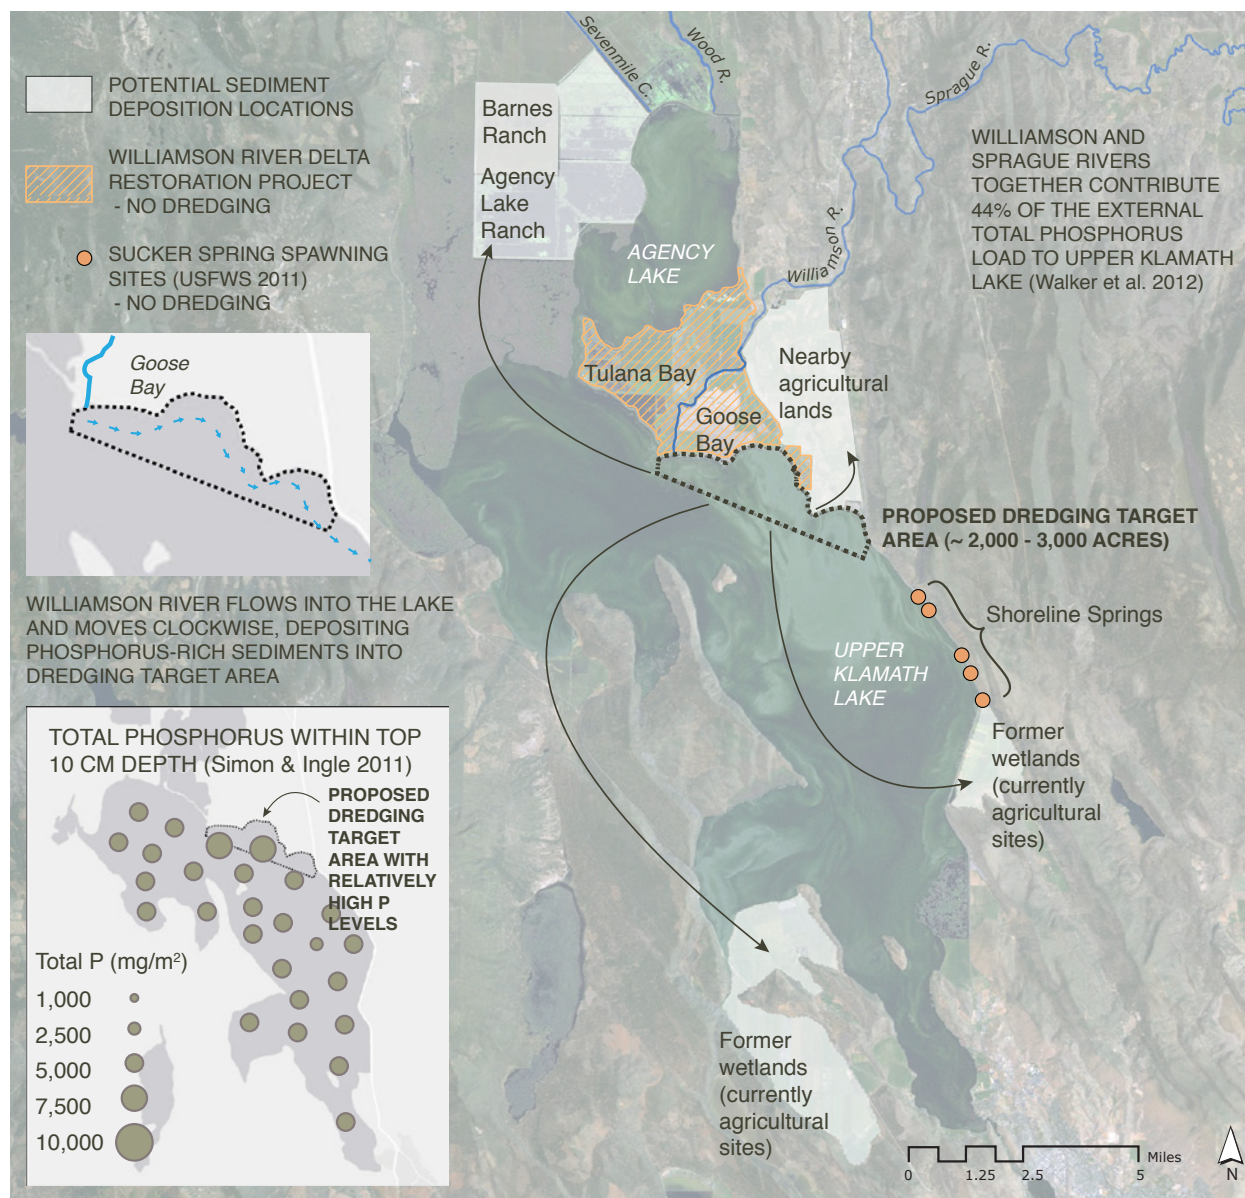 POTENTIAL SEDIMENT
DEPOSITION LOCATIONS
WILLIAMSON RIVER DELTA
RESTORATION PROJECT
- NO DREDGING
SUCKER SPRING SPAWNING
SITES (USFWS 2011)
- NO DREDGING
Goose
Bay
WILLIAMSON RIVER FLOWS INTO THE LAKE
AND MOVES CLOCKWISE, DEPOSITING
PHOSPHORUS-RICH SEDIMENTS INTO
DREDGING TARGET AREA
TOTAL PHOSPHORUS WITHIN TOP
10 CM DEPTH (Simon & Ingle 2011)
PROPOSED
DREDGING
TARGET
AREA WITH
RELATIVELY
HIGH P
LEVELS
Total P (mg/m²)
1,000
2,500
5,000
7,500
10,000
Sevenmile C.
Wood R.
Sprague R.
Williamson R.
Barnes
Ranch
Agency
Lake
Ranch
AGENCY
LAKE
WILLIAMSON AND
SPRAGUE RIVERS
TOGETHER CONTRIBUTE
44% OF THE EXTERNAL
TOTAL PHOSPHORUS
LOAD TO UPPER KLAMATH
LAKE (Walker et al. 2012)
Tulana Bay
Goose
Bay
Nearby
agricultural
lands
PROPOSED DREDGING TARGET
AREA (~ 2,000 - 3,000 ACRES)
Shoreline Springs
UPPER
KLAMATH
LAKE
Former
wetlands
(currently
agricultural
sites)
Former
wetlands
(currently
agricultural
sites)
Miles
0 1.25 2.5 5
N